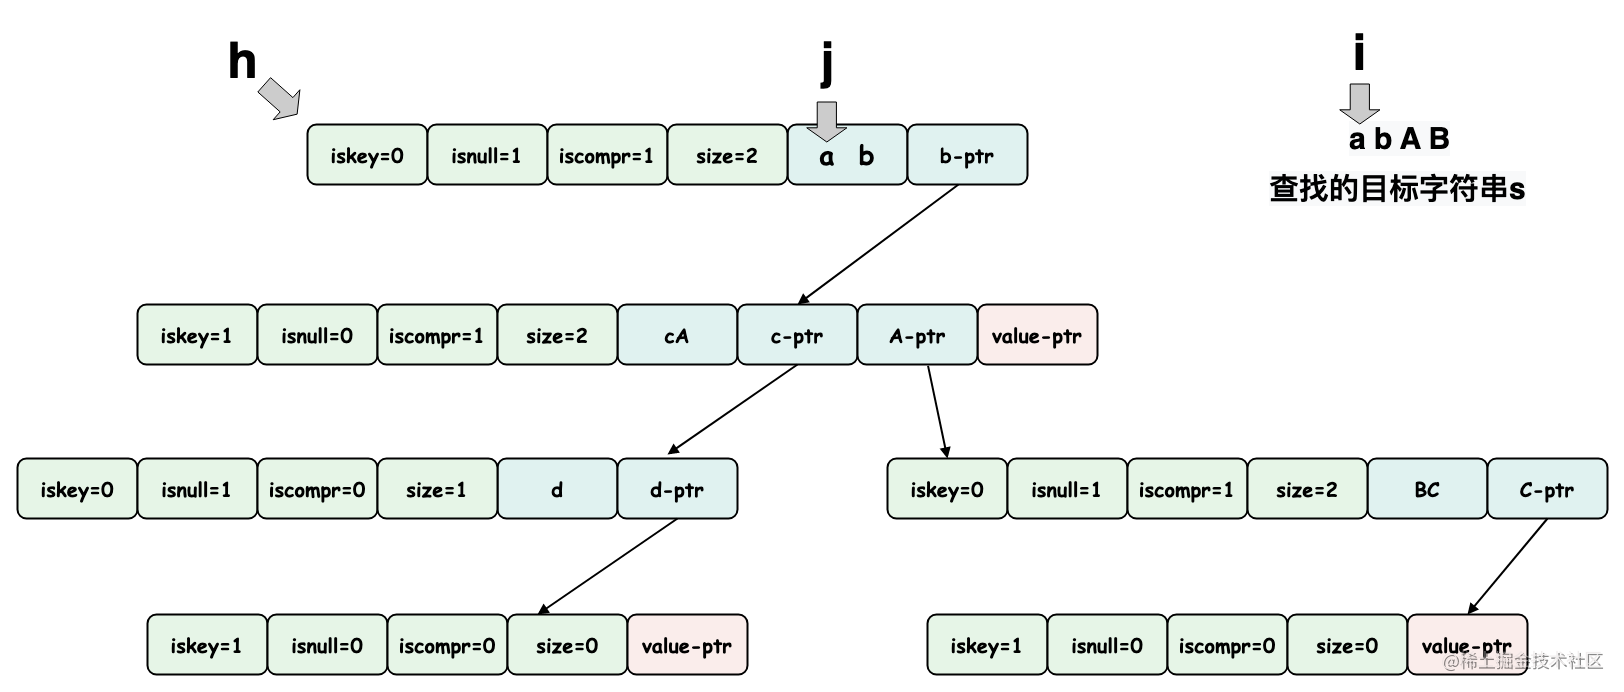 h
j
i
iskey=0 isnull=1 iscompr=1 size=2 a b b-ptr
a b A B
查找的目标字符串s
iskey=1 isnull=0 iscompr=1 size=2 cA c-ptr A-ptr value-ptr
iskey=0 isnull=1 iscompr=0 size=1 d d-ptr
iskey=0 isnull=1 iscompr=1 size=2 BC C-ptr
iskey=1 isnull=0 iscompr=0 size=0 value-ptr
iskey=1 isnull=0 iscompr=0 size=0 value-ptr
@稀土掘金技术社区